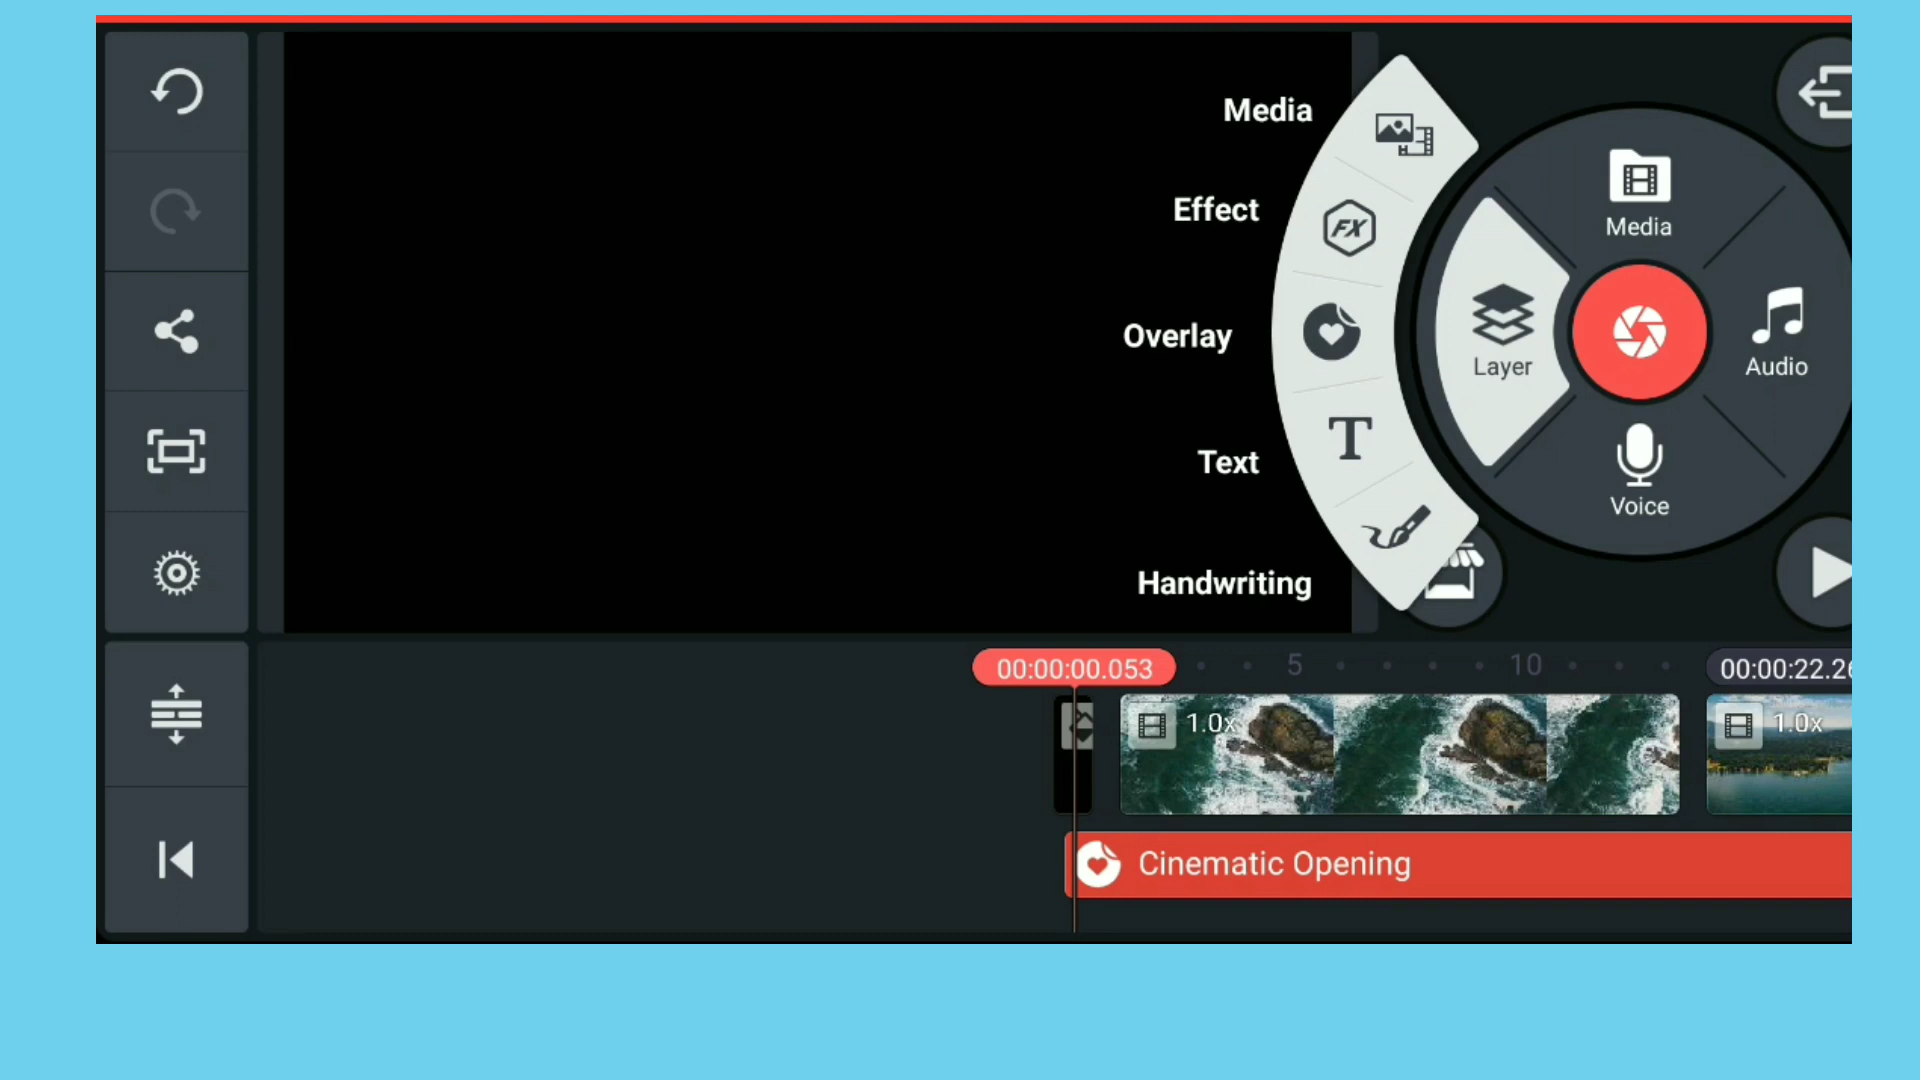 Media
Effect
Overlay
Text
Handwriting
FX
T
Media
Layer
Audio
Voice
00:00:00.053
5
10
00:00:22.26
1.0x
1.0x
Cinematic Opening